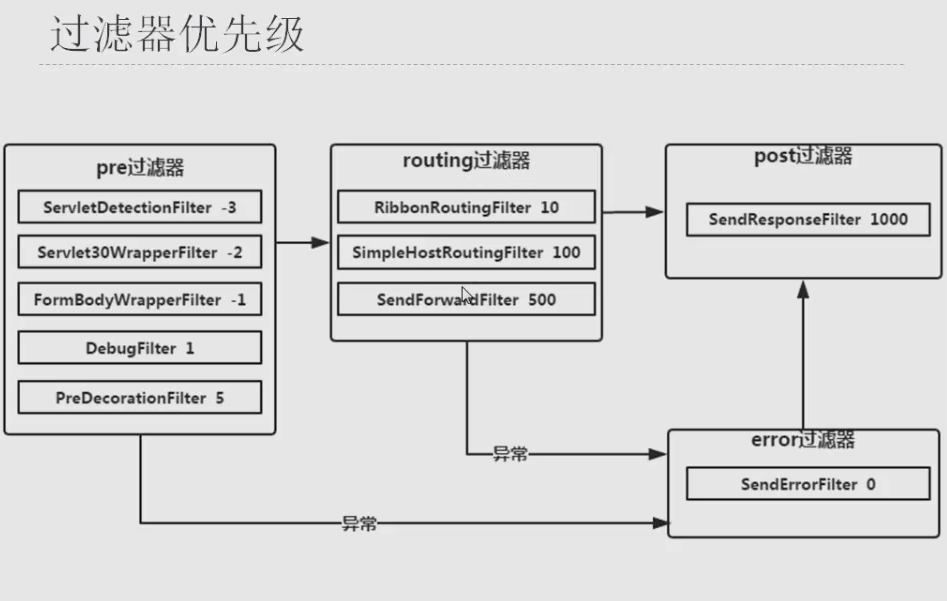 过滤器优先级
pre过滤器
ServletDetectionFilter -3
Servlet30WrapperFilter -2
FormBodyWrapperFilter -1
DebugFilter 1
PreDecorationFilter 5
routing过滤器
RibbonRoutingFilter 10
SimpleHostRoutingFilter 100
SendForwardFilter 500
post过滤器
SendResponseFilter 1000
异常
error过滤器
SendErrorFilter 0
异常